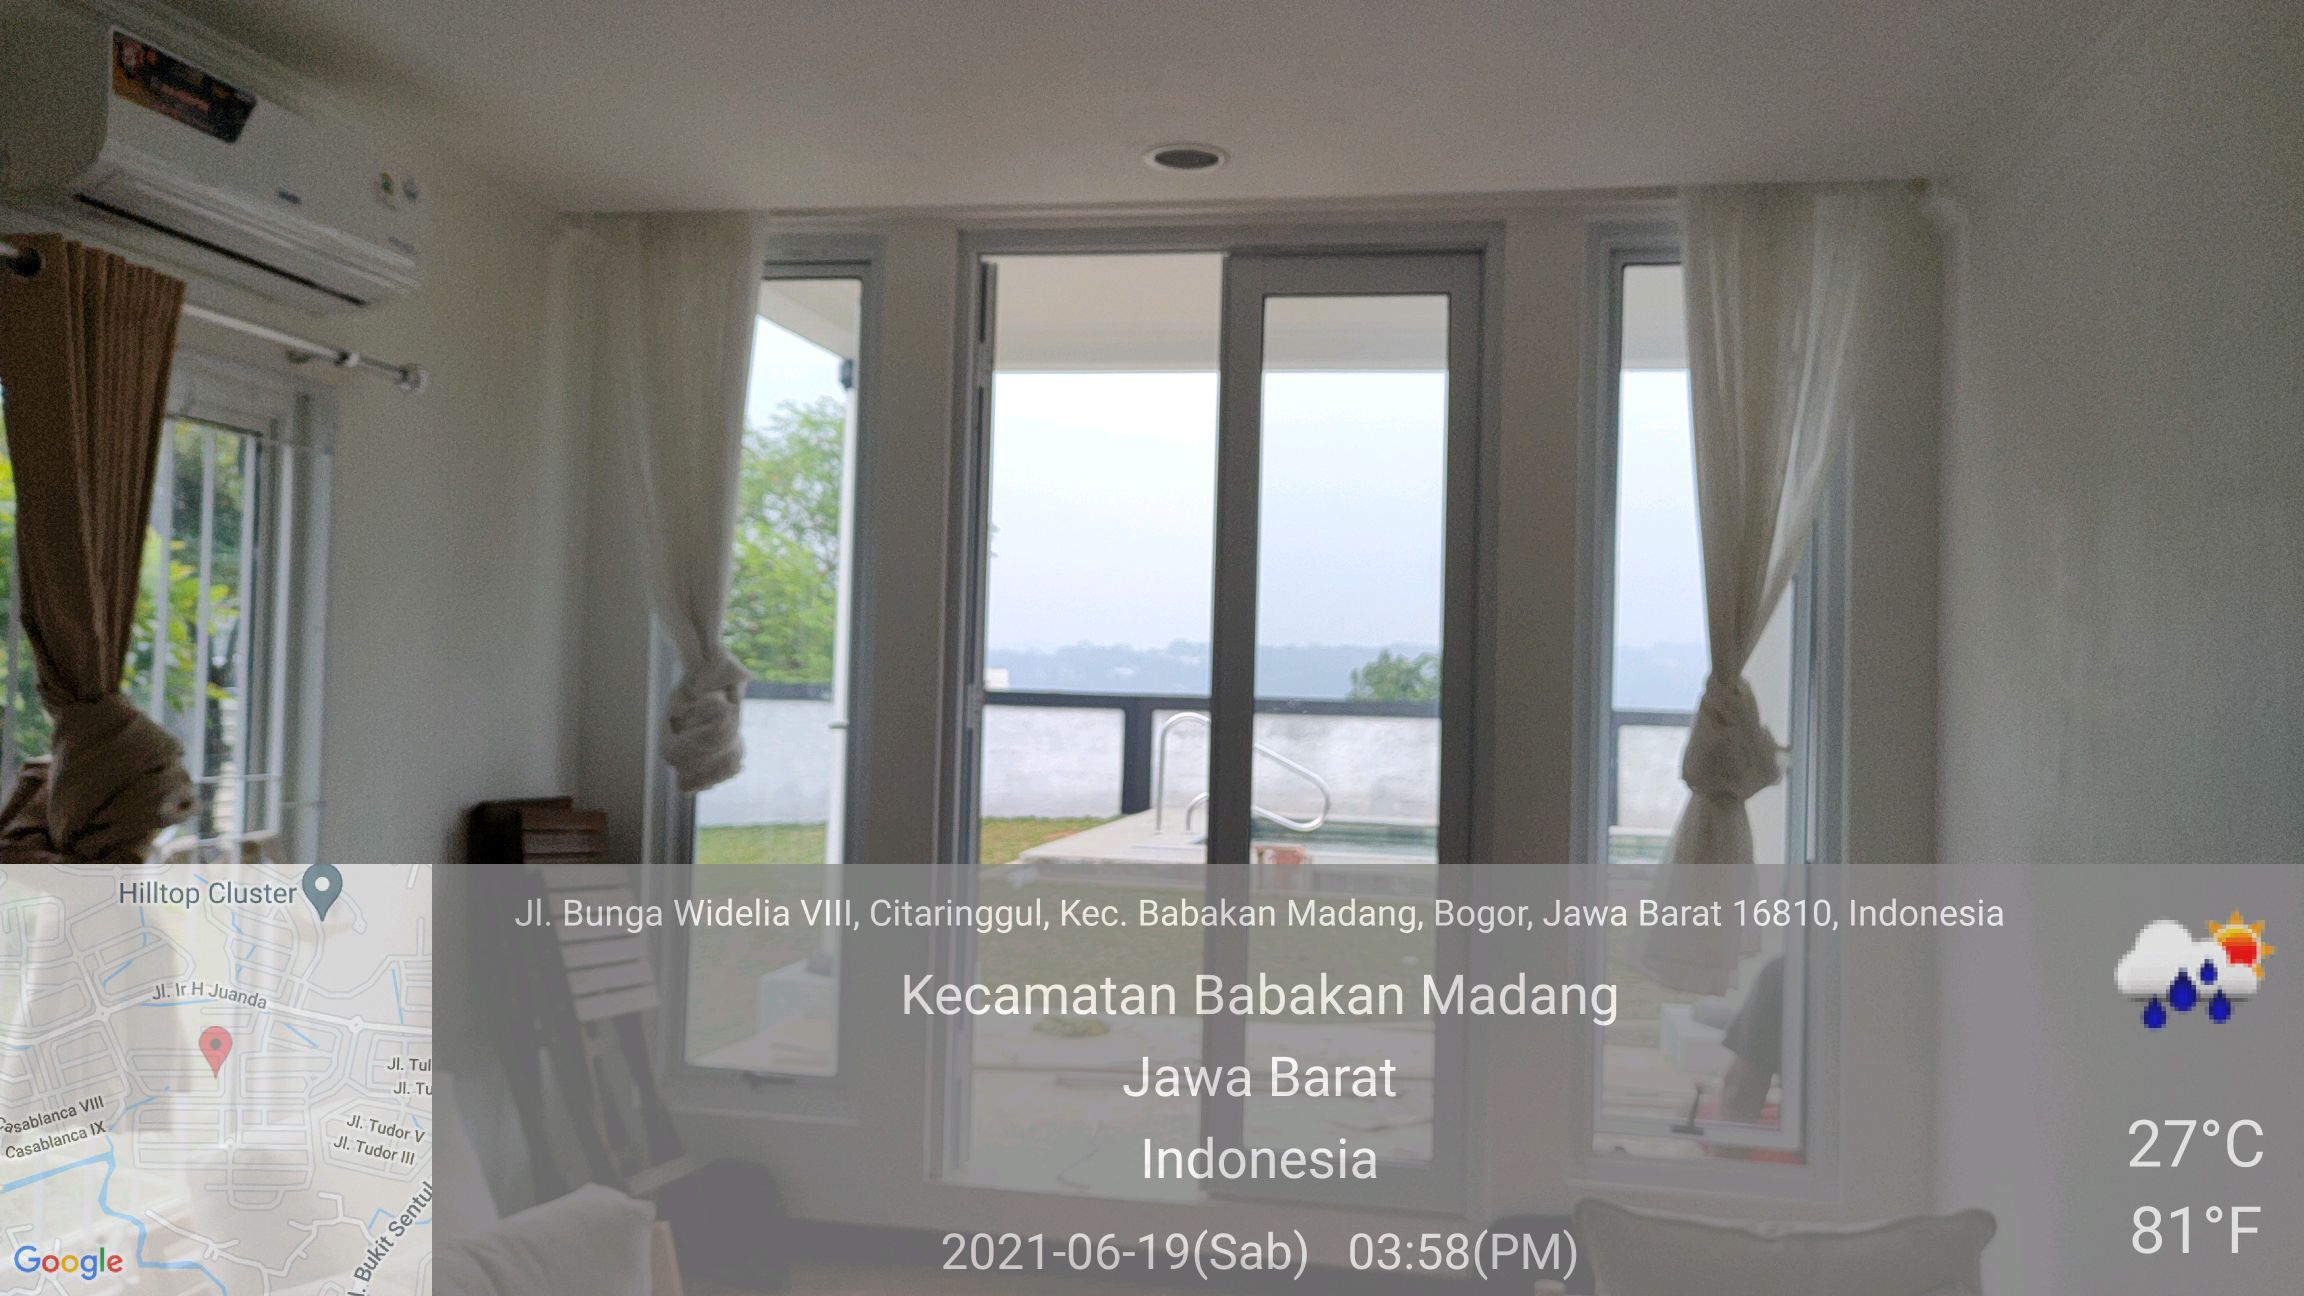 Hilltop Cluster
Jl. Ir H Juanda
Jl. Tul
Jl. Tu
Casablanca VIII
Casablanca IX
Jl. Tudor V
Jl. Tudor III
Bukit Sentul
Google
Jl. Bunga Widelia VIII, Citaringgul, Kec. Babakan Madang, Bogor, Jawa Barat 16810, Indonesia
Kecamatan Babakan Madang
Jawa Barat
Indonesia
2021-06-19(Sab) 03:58(PM)
27°C
81°F